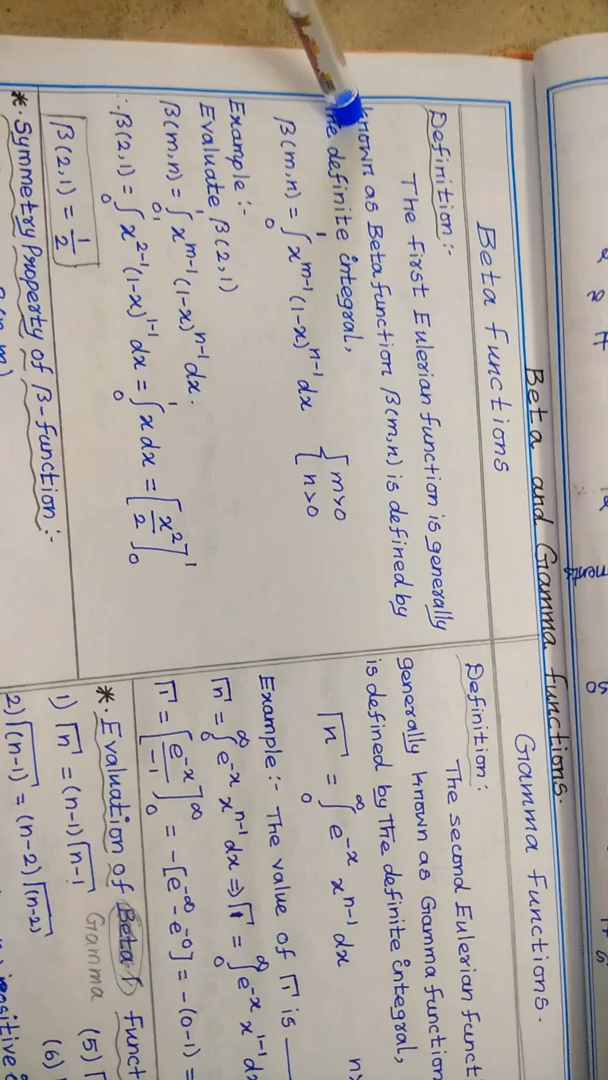 Beta and Gamma functions.
Beta functions
Definition:-
The first Eulerian function is generally
known as Beta function β(m,n) is defined by
the definite integral,
β(m,n) = ∫₀¹ x^(m-1) (1-x)^(n-1) dx { m>0 n>0
Example:-
Evaluate β(2,1)
β(m,n) = ∫₀¹ x^(m-1) (1-x)^(n-1) dx.
∴ β(2,1) = ∫₀¹ x^(2-1) (1-x)^(1-1) dx = ∫₀¹ x dx = [x²/2]₀¹
β(2,1) = 1/2
*. Symmetry Property of β-function:-
Gamma functions.
Definition:
The second Eulerian funct
generally known as Gamma function
is defined by the definite integral,
Γn = ∫₀^∞ e^(-x) x^(n-1) dx n>
Example:- The value of Γ1 is ___
Γn = ∫₀^∞ e^(-x) x^(n-1) dx ⇒ Γ1 = ∫₀^∞ e^(-x) x^(1-1) dx
Γ1 = [e^(-x)/-1]₀^∞ = -[e^(-∞) - e^(-0)] = -(0-1) =
*. Evaluation of Beta funct
Gamma
1) Γn = (n-1) Γn-1 (5) Γ
2) Γ(n-1) = (n-2) Γ(n-2) (6)